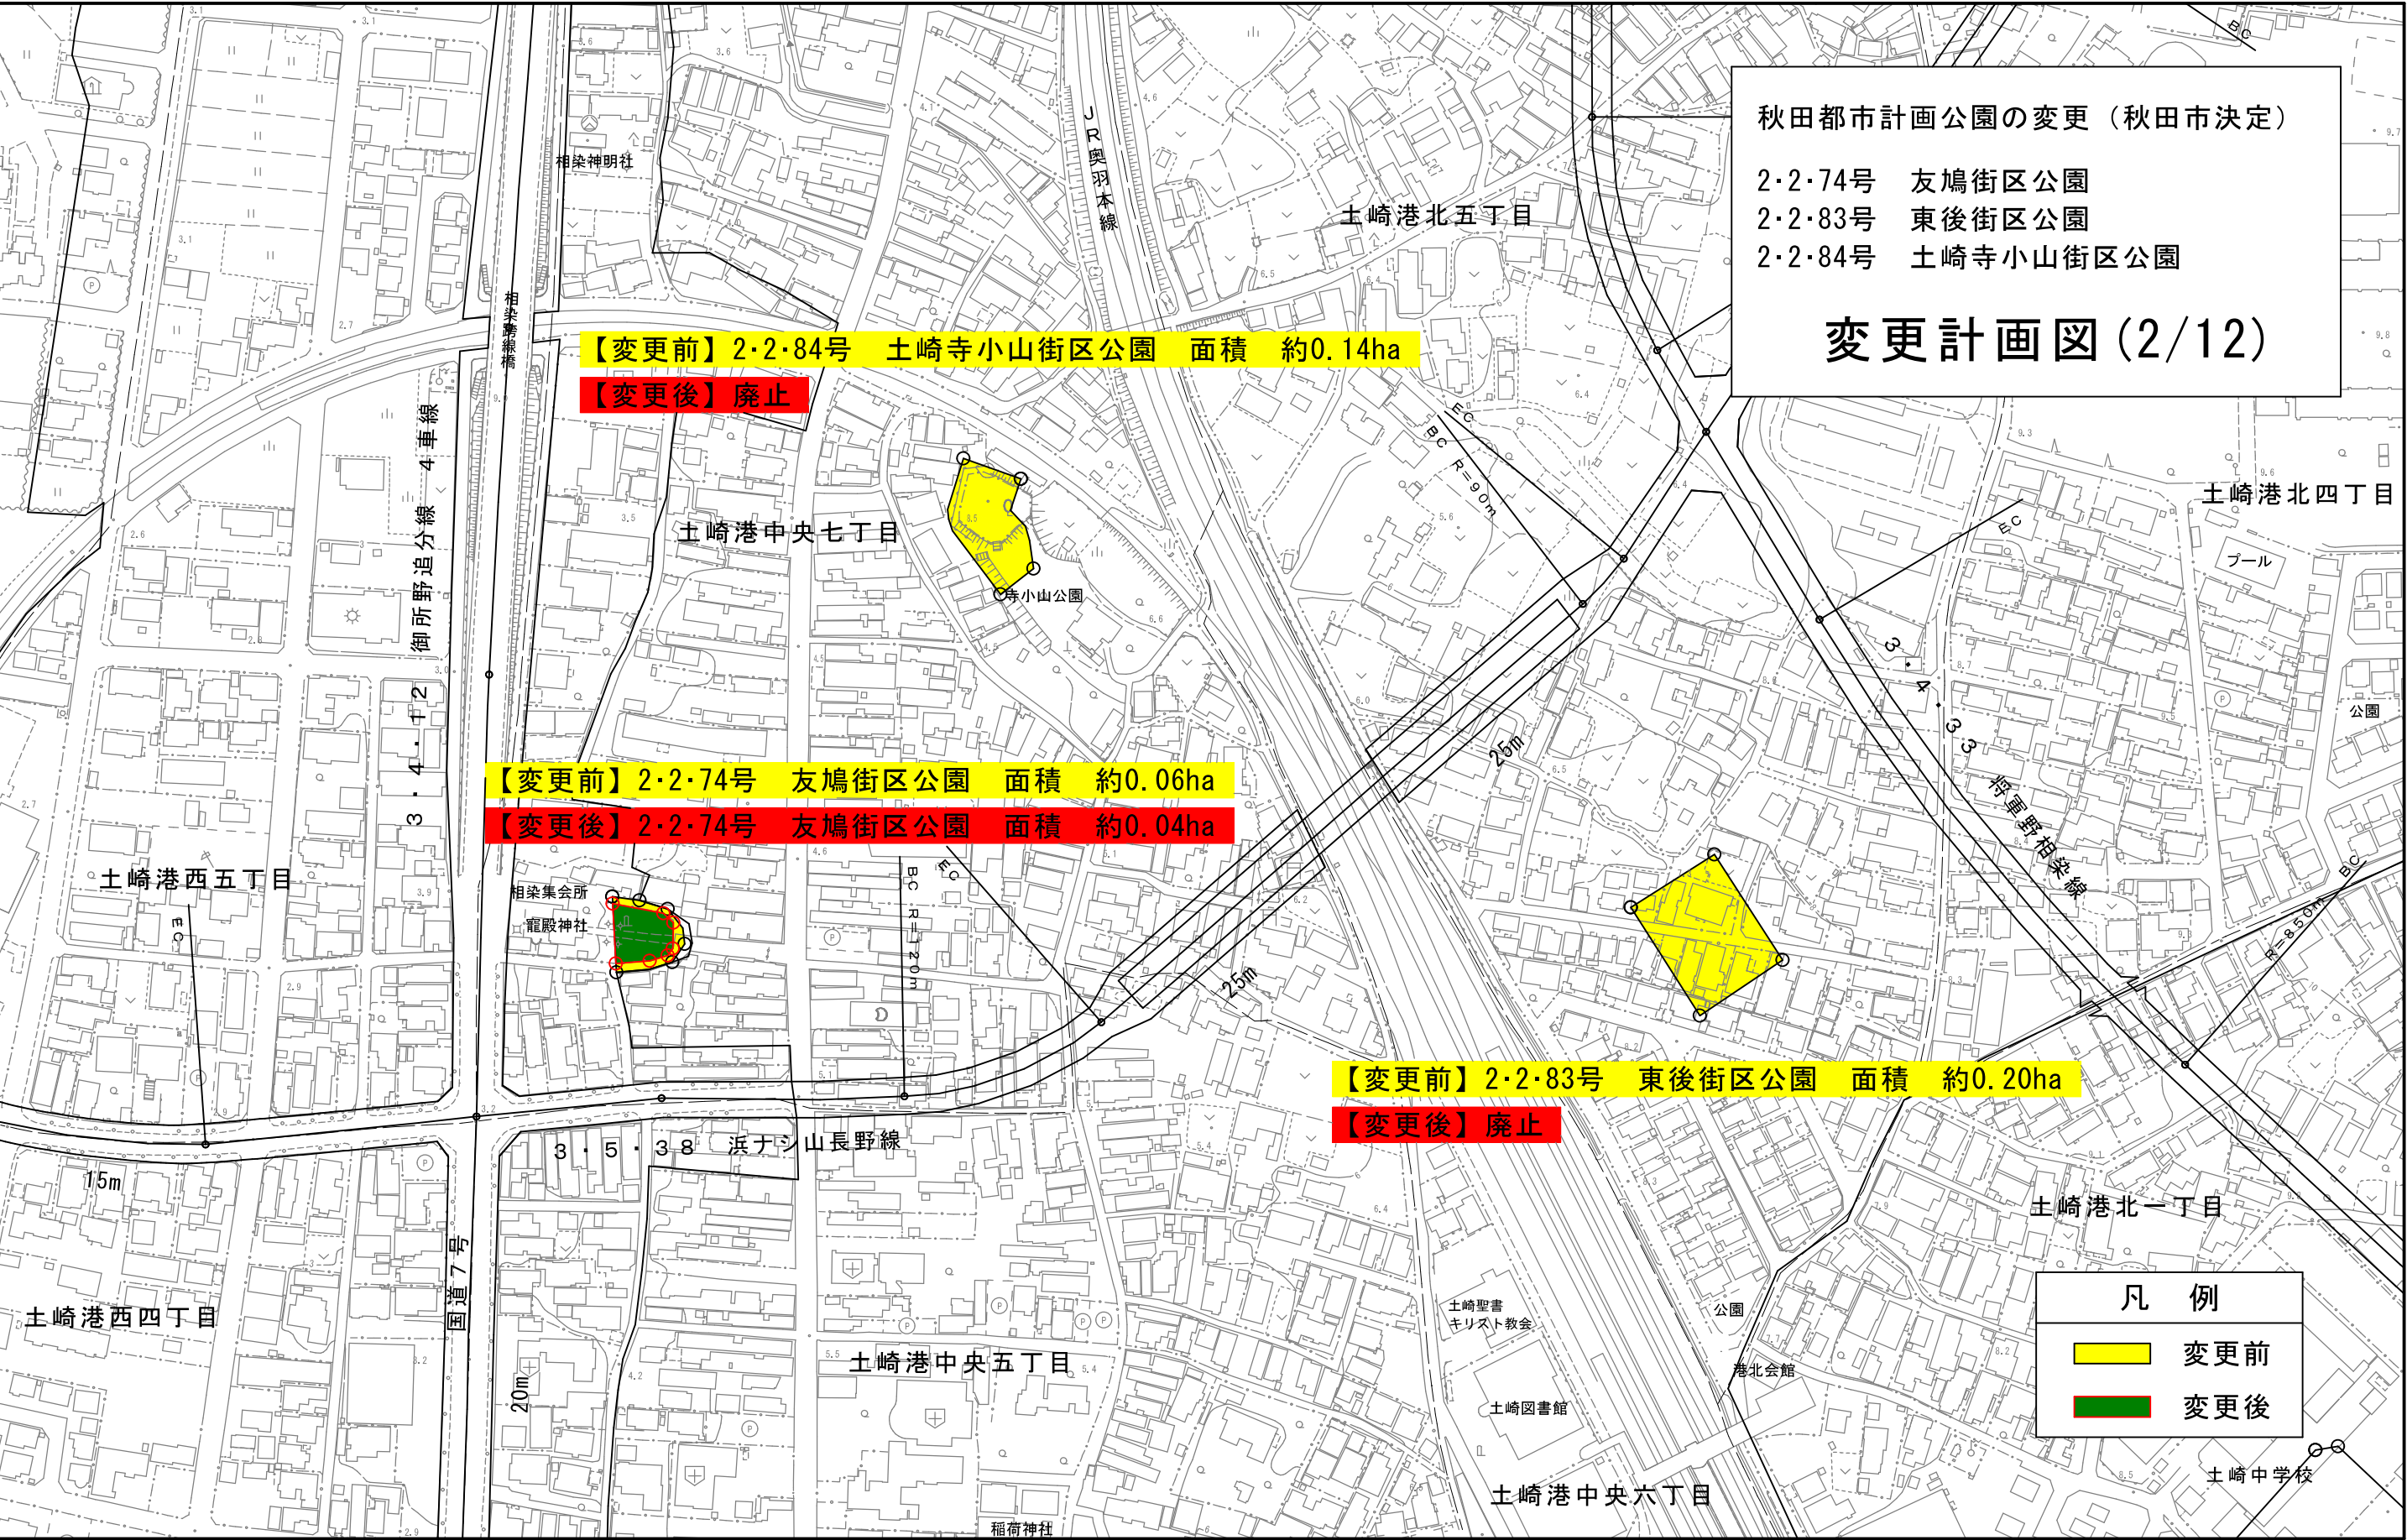 秋田都市計画公園の変更（秋田市決定）
2・2・74号　友鳩街区公園
2・2・83号　東後街区公園
2・2・84号　土崎寺小山街区公園
変更計画図(2/12)
相染神明社
JR奥羽本線
土崎港北五丁目
相染跨線橋
【変更前】2・2・84号　土崎寺小山街区公園　面積　約0.14ha
【変更後】廃止
EC
BC R=90m
BC
土崎港北四丁目
EC
プール
土崎港中央七丁目
寺小山公園
3・4・12　御所野追分線 4車線
3・4・33　将軍野相染線
公園
25m
【変更前】2・2・74号　友鳩街区公園　面積　約0.06ha
【変更後】2・2・74号　友鳩街区公園　面積　約0.04ha
土崎港西五丁目
EC
相染集会所
竈殿神社
BC R=120m
EC
25m
BC
R=850m
【変更前】2・2・83号　東後街区公園　面積　約0.20ha
【変更後】廃止
3・5・38　浜ナシ山長野線
15m
土崎港北一丁目
国道7号
土崎港西四丁目
20m
土崎港中央五丁目
土崎聖書
キリスト教会
公園
港北会館
土崎図書館
土崎港中央六丁目
稲荷神社
土崎中学校
凡　例
変更前
変更後